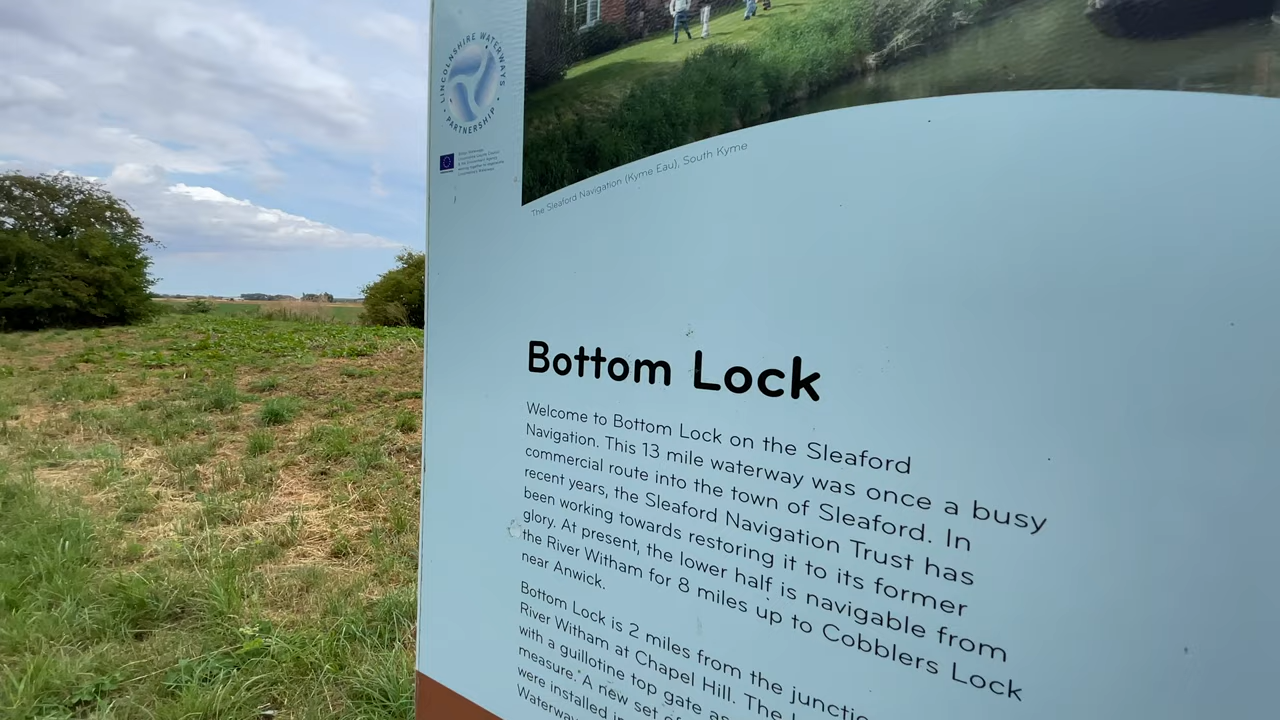 LINCOLNSHIRE WATERWAYS
PARTNERSHIP
The Sleaford Navigation (Kyme Eau), South Kyme
Bottom Lock
Welcome to Bottom Lock on the Sleaford
Navigation. This 13 mile waterway was once a busy
commercial route into the town of Sleaford. In
recent years, the Sleaford Navigation Trust has
been working towards restoring it to its former
glory. At present, the lower half is navigable from
the River Witham for 8 miles up to Cobblers Lock
near Anwick.
Bottom Lock is 2 miles from the
River Witham at Chapel Hill. The
with a guillotine top gate
measure. A new set
were installed